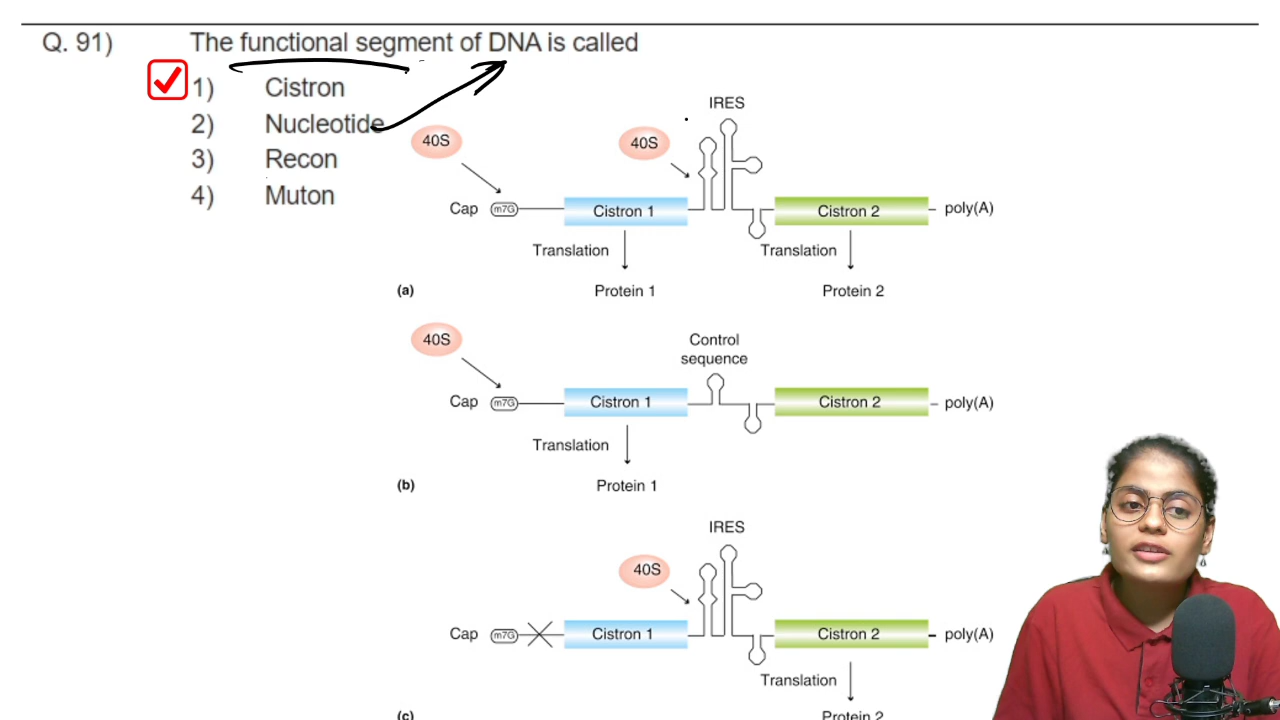 Q. 91) The functional segment of DNA is called
1) Cistron
2) Nucleotide
3) Recon
4) Muton
IRES
40S 40S
Cap m7G Cistron 1 Cistron 2 poly(A)
Translation Translation
(a) Protein 1 Protein 2
40S Control
sequence
Cap m7G Cistron 1 Cistron 2 poly(A)
Translation
(b) Protein 1
IRES
40S
Cap m7G Cistron 1 Cistron 2 poly(A)
Translation
(c) Protein 2